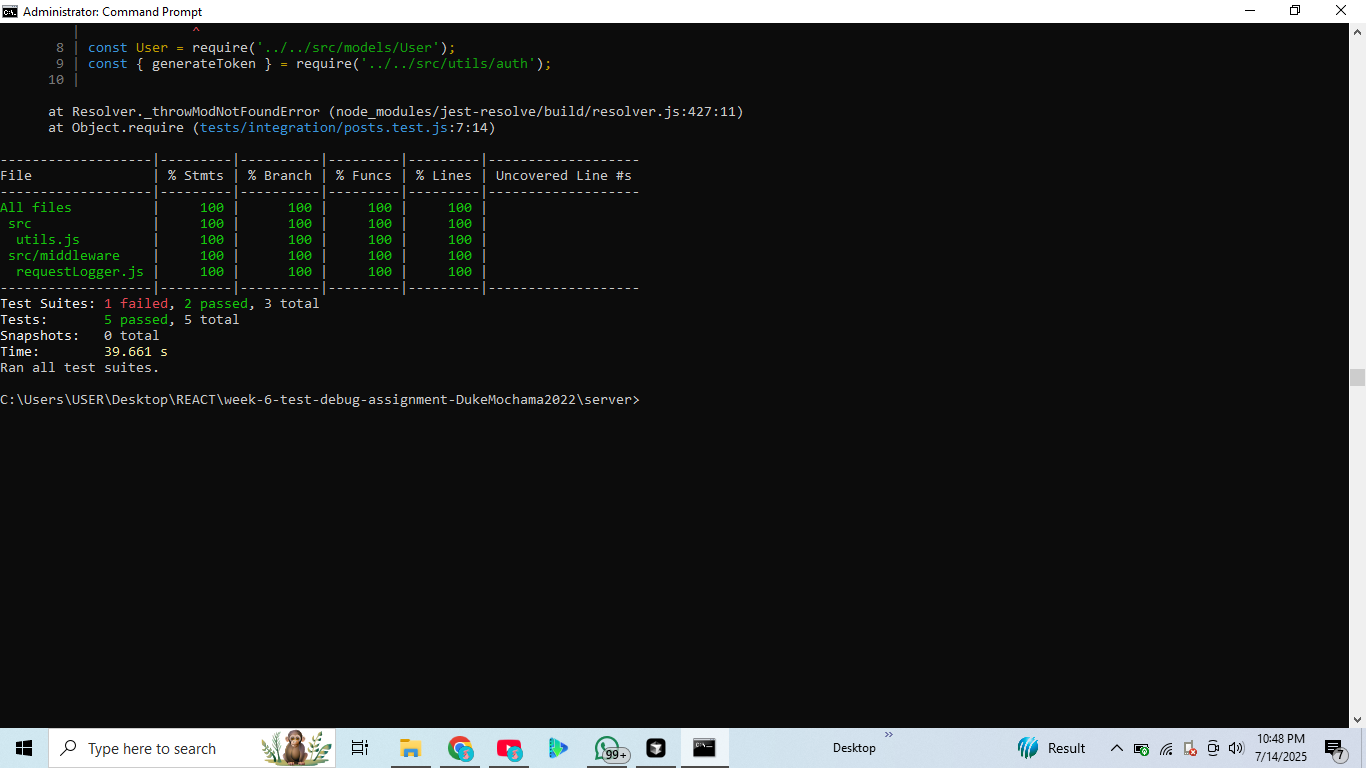 Administrator: Command Prompt
|                ^
8 | const User = require('../../src/models/User');
9 | const { generateToken } = require('../../src/utils/auth');
10 |
at Resolver._throwModNotFoundError (node_modules/jest-resolve/build/resolver.js:427:11)
at Object.require (tests/integration/posts.test.js:7:14)
-------------------|---------|----------|---------|---------|-------------------
File               | % Stmts | % Branch | % Funcs | % Lines | Uncovered Line #s
-------------------|---------|----------|---------|---------|-------------------
All files          |     100 |      100 |     100 |     100 |
src               |     100 |      100 |     100 |     100 |
utils.js         |     100 |      100 |     100 |     100 |
src/middleware    |     100 |      100 |     100 |     100 |
requestLogger.js |     100 |      100 |     100 |     100 |
-------------------|---------|----------|---------|---------|-------------------
Test Suites: 1 failed, 2 passed, 3 total
Tests:       5 passed, 5 total
Snapshots:   0 total
Time:        39.661 s
Ran all test suites.
C:\Users\USER\Desktop\REACT\week-6-test-debug-assignment-DukeMochama2022\server>
Type here to search
99+
Desktop
Result
10:48 PM
7/14/2025
7